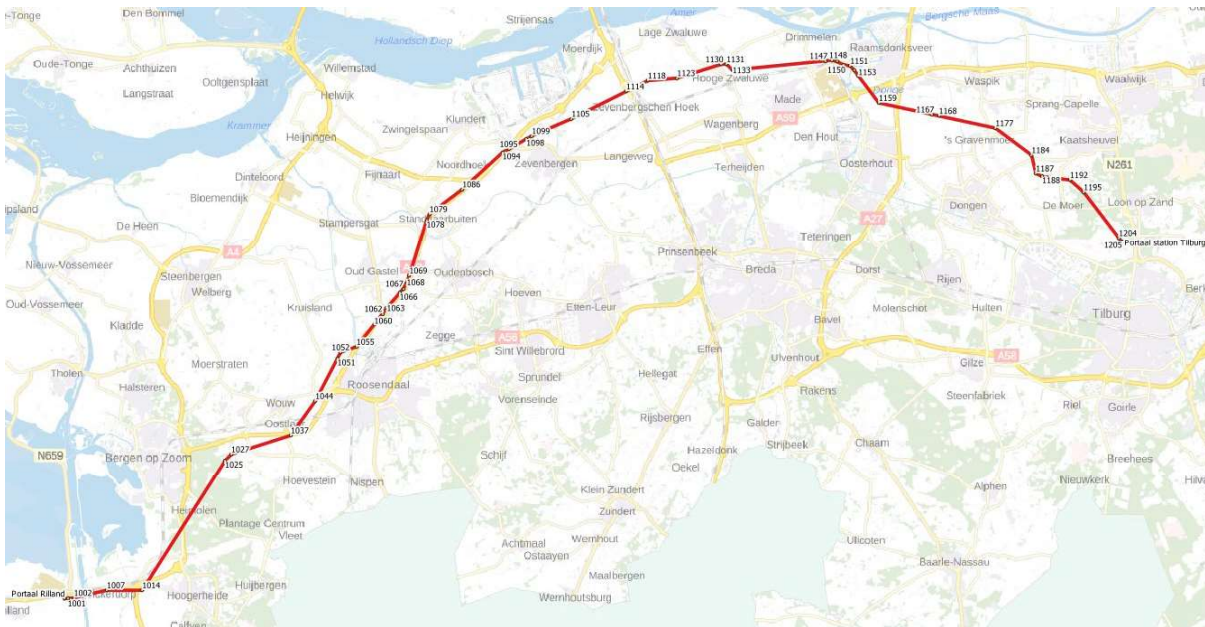 Den Bommel
-Tonge
Strijensas
Amer
Lage Zwaluwe
Drimmelen
Bergsche Maas
Hollandsch Diep
Moerdijk
Raamsdonksveer
Oude-Tonge
Achthuizen
Ooltgensplaat
Willemstad
1130 1131
1147 1148
1151
1150
1153
1118
1123
1133
Hooge Zwaluwe
Waspik
Waalwijk
Langstraat
Helwijk
1114
Klundert
1105
Zevenbergschen Hoek
Made
Donge
1159
1167 1168
Sprang-Capelle
Krammer
Heijningen
Zwingelspaan
1099
1098
Wagenberg
A59
Den Hout
1177
's Gravenmoer
Kaatsheuvel
1095
1094
Noordhoek
Zevenbergen
Langeweg
Terheijden
Oosterhout
1184
N261
Dinteloord
Fijnaart
1086
1187
1188
1192
1195
Bloemendijk
De Heen
Stampersgat
1079
Standdaarbuiten
1078
Dongen
De Moer
Loon op Zand
A27
Teteringen
1204
1205
Portaal station Tilburg
A4
Prinsenbeek
Nieuw-Vossemeer
Steenbergen
Welberg
Oud Gastel
1069
1067
1068
1066
Oudenbosch
Breda
Dorst
Rijen
Oud-Vossemeer
Kruisland
1062
1063
1060
Hoeven
Etten-Leur
Molenschot
Hulten
Tilburg
Kladde
Zegge
A58
Bavel
Moerstraten
1052
1055
1051
Sint Willebrord
Effen
Ulvenhout
A58
Gilze
Tholen
Halsteren
Roosendaal
Sprundel
Hellegat
Wouw
1044
Vorenseinde
Rakens
Steenfabriek
Riel
Goirle
1037
Rijsbergen
Galder
Strijbeek
Chaam
N659
Bergen op Zoom
1027
1025
Schijf
Hazeldonk
Oekel
Breehees
Hoevestein
Nispen
Klein Zundert
Alphen
Nieuwkerk
Plantage Centrum
Vleet
Zundert
Achtmaal
Wernhout
Ostaayen
Ulicoten
Baarle-Nassau
Maalbergen
Portaal Rilland
1002
1001
1007
1014
Huijbergen
Hoogerheide
Wernhoutsburg